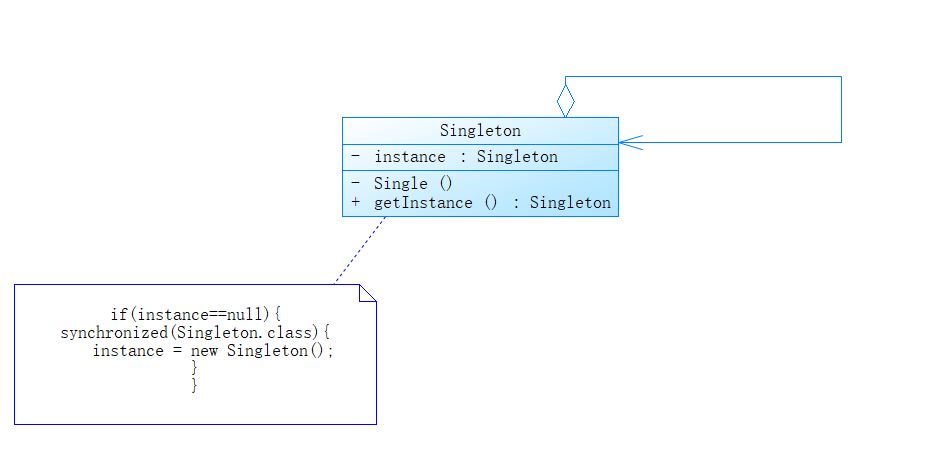 Singleton
- instance : Singleton
- Single ()
+ getInstance () : Singleton
if(instance==null){
synchronized(Singleton.class){
instance = new Singleton();
}
}